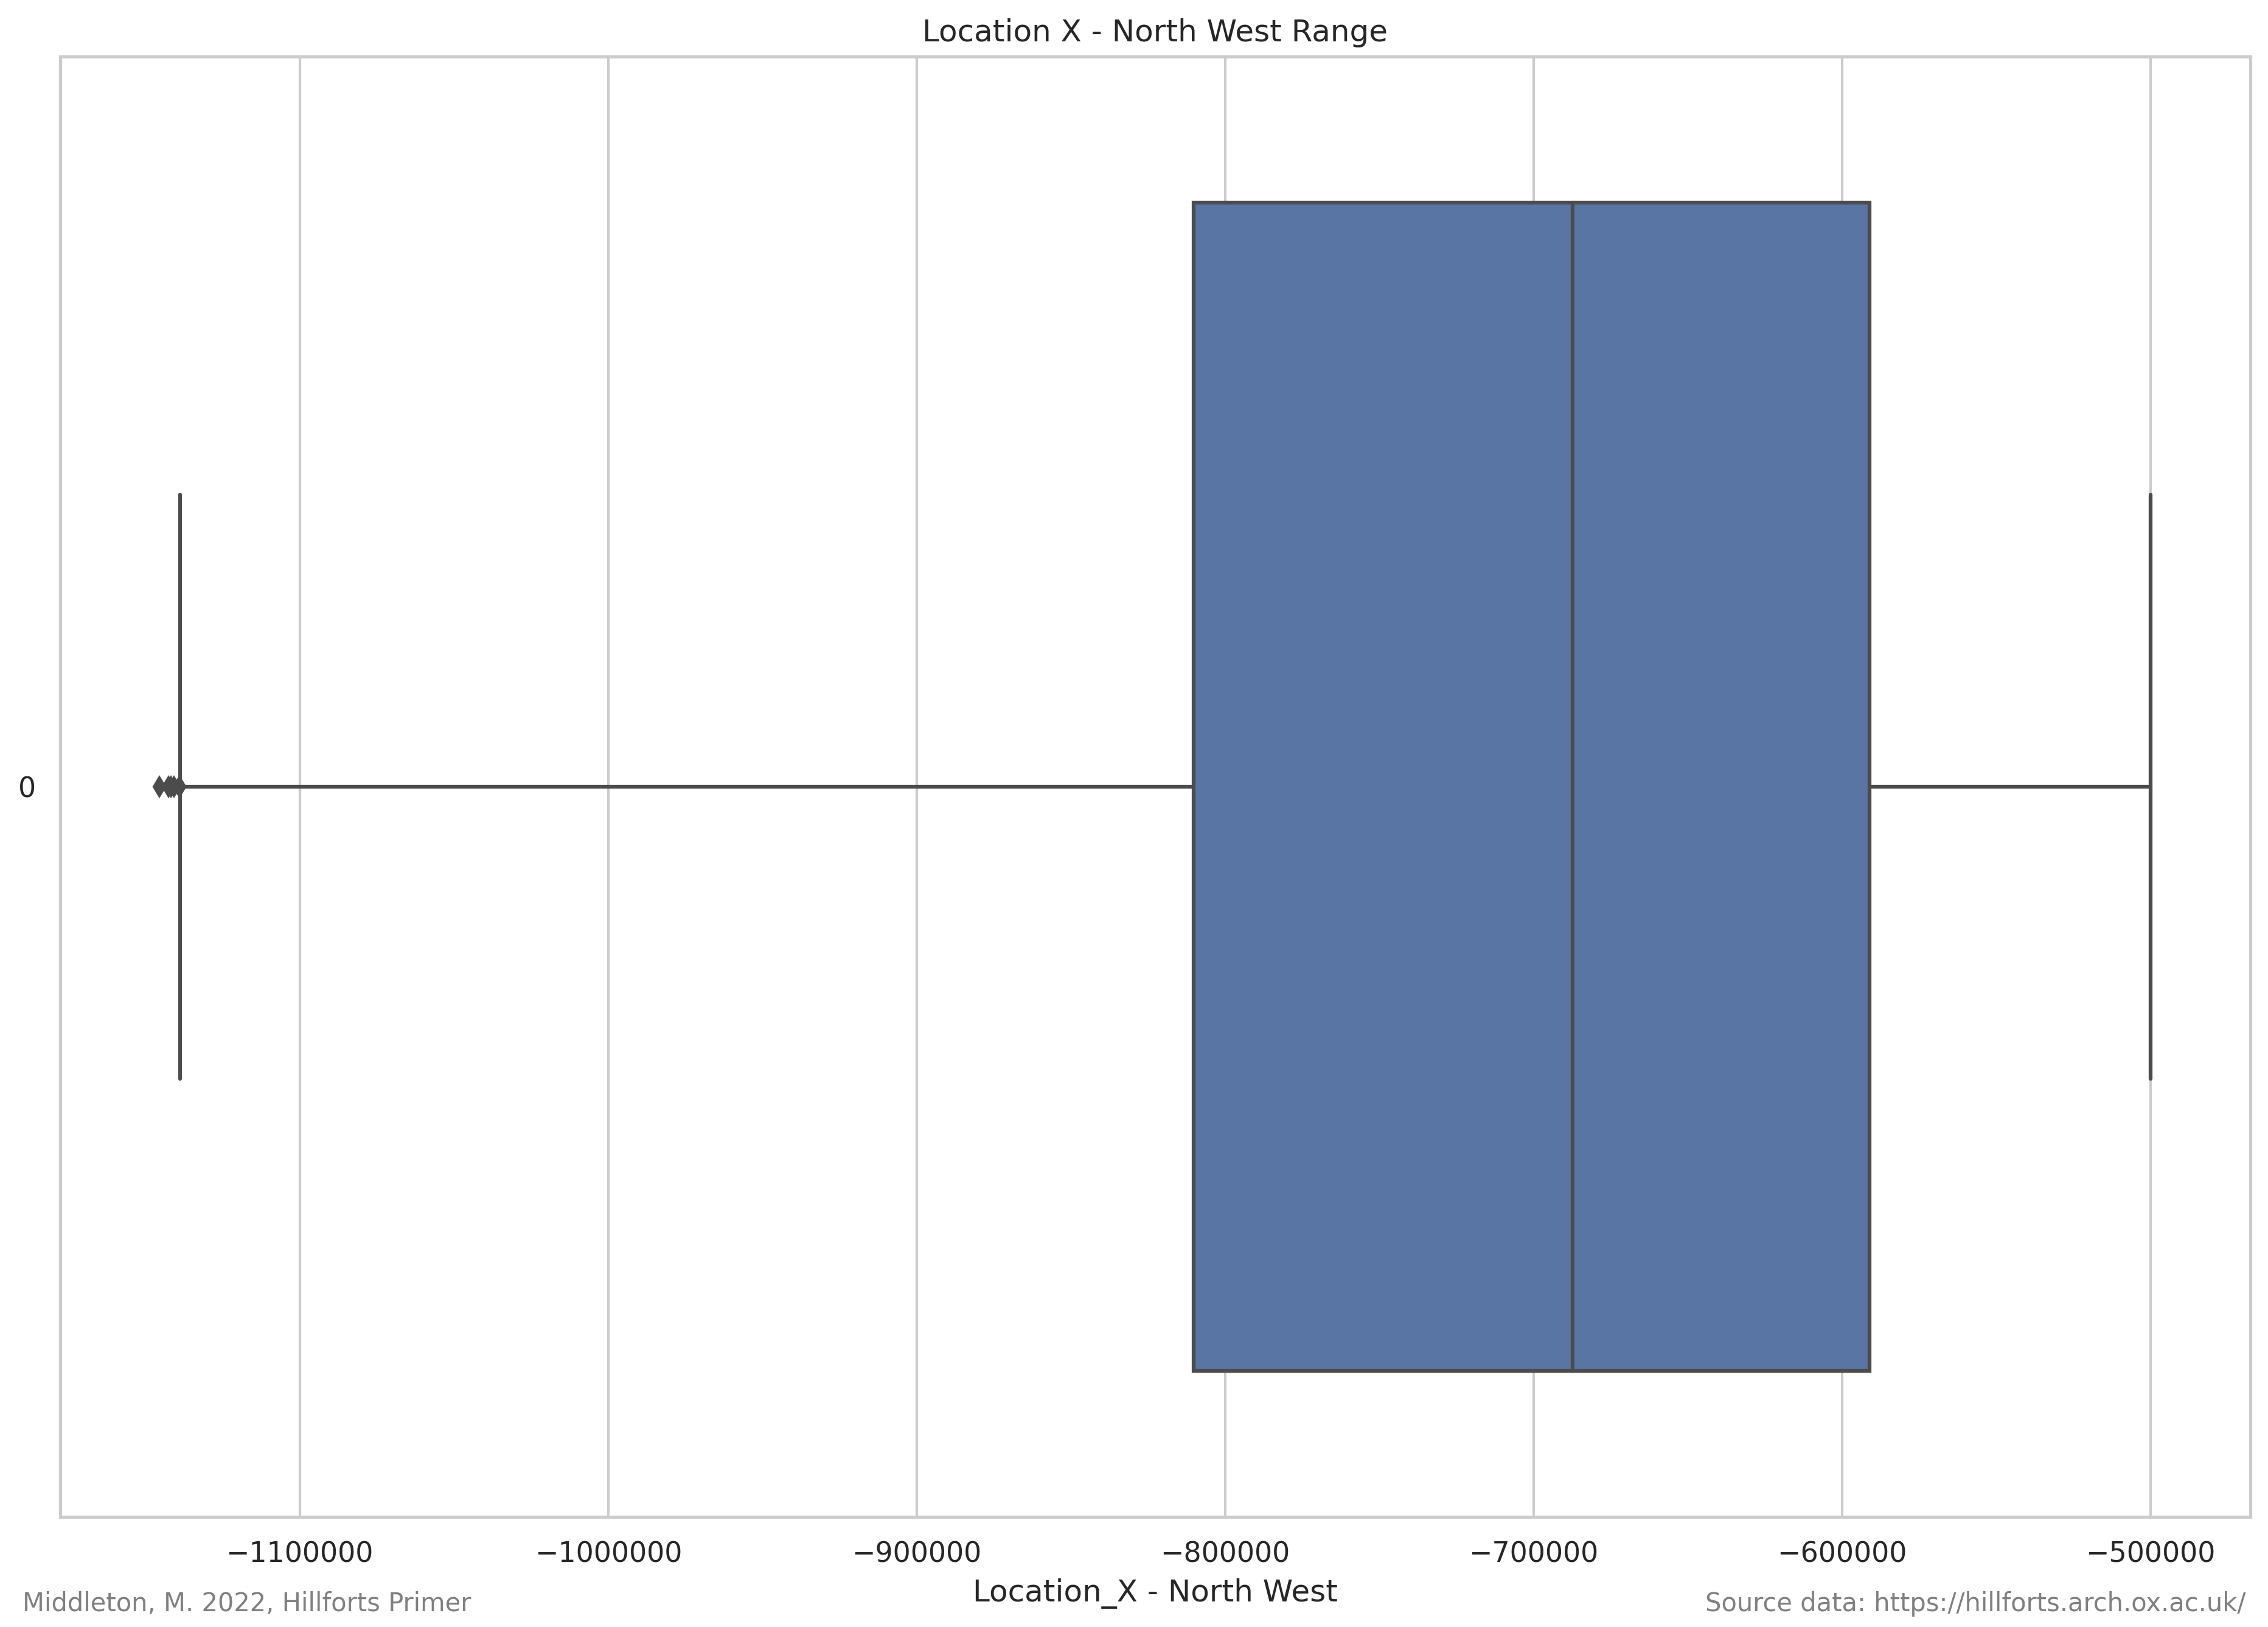 Location X - North West Range
0
−1100000 −1000000 −900000 −800000 −700000 −600000 −500000
Location_X - North West
Middleton, M. 2022, Hillforts Primer
Source data: https://hillforts.arch.ox.ac.uk/